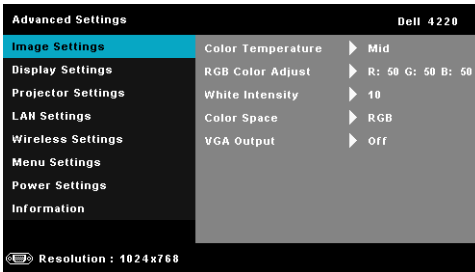 Advanced Settings Dell 4220
Image Settings Color Temperature Mid
Display Settings RGB Color Adjust R: 50 G: 50 B: 50
Projector Settings White Intensity 10
LAN Settings Color Space RGB
Wireless Settings VGA Output Off
Menu Settings
Power Settings
Information
Resolution : 1024x768